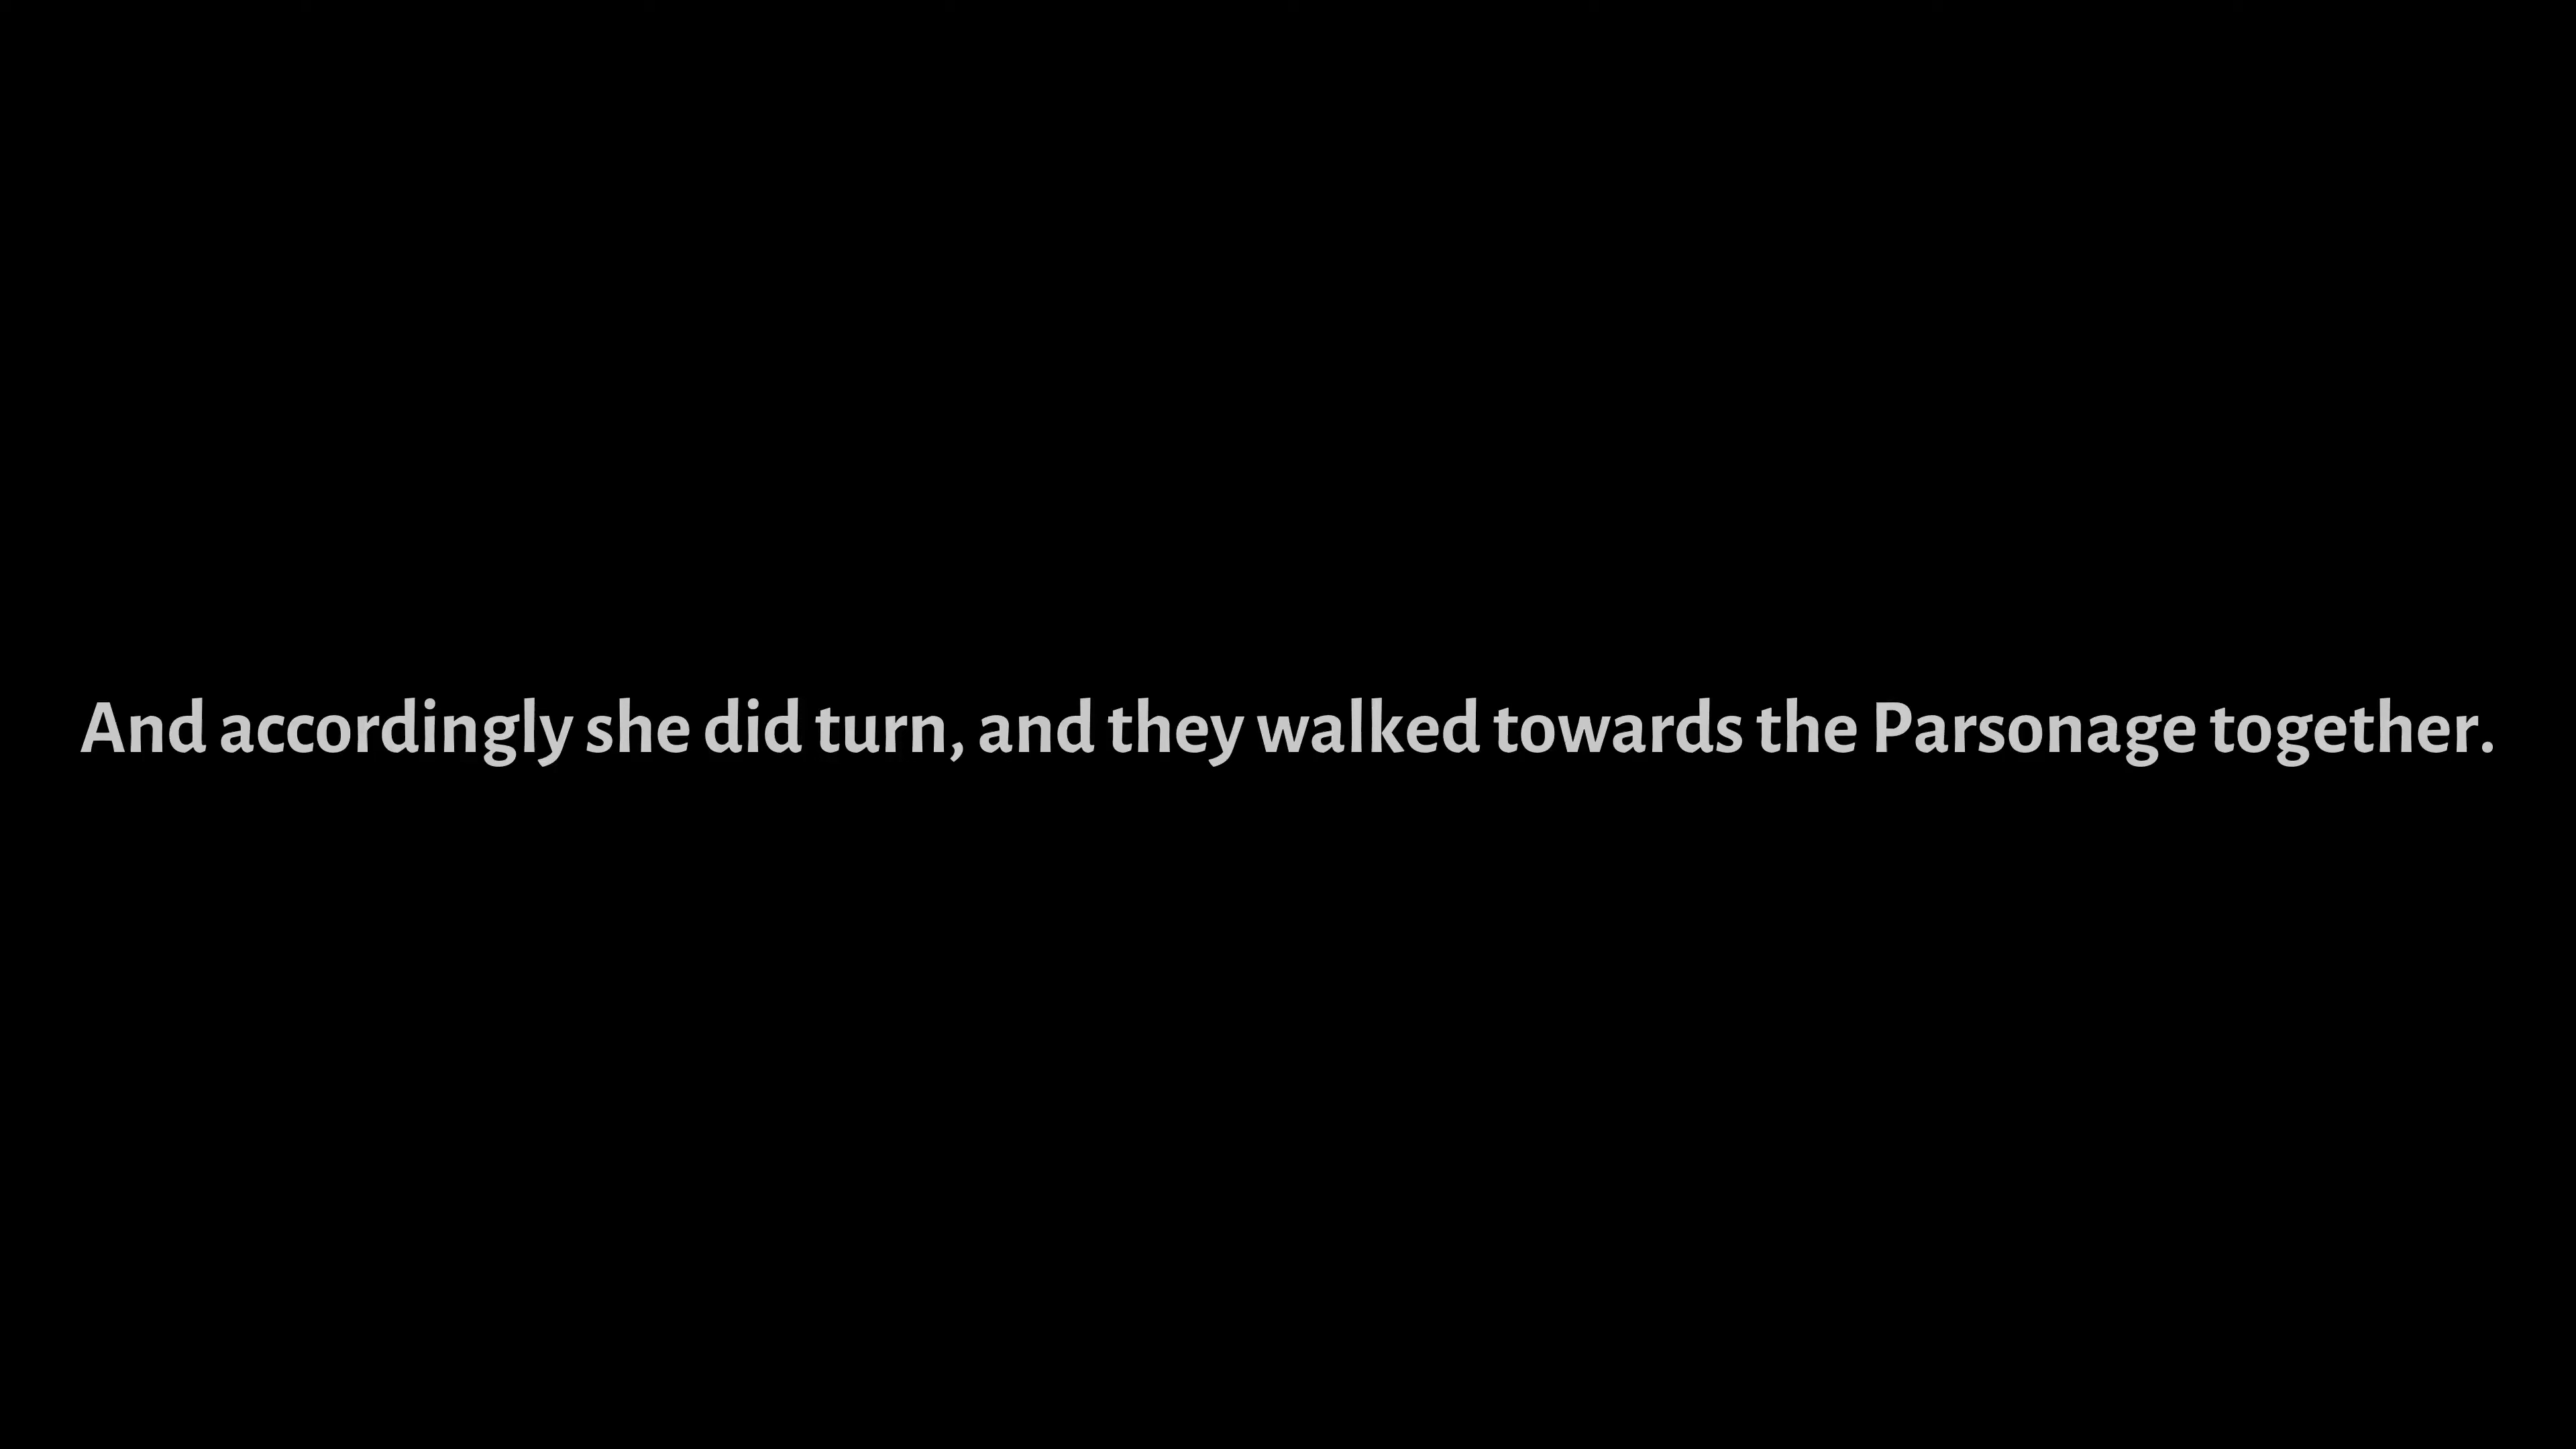 And accordingly she did turn, and they walked towards the Parsonage together.